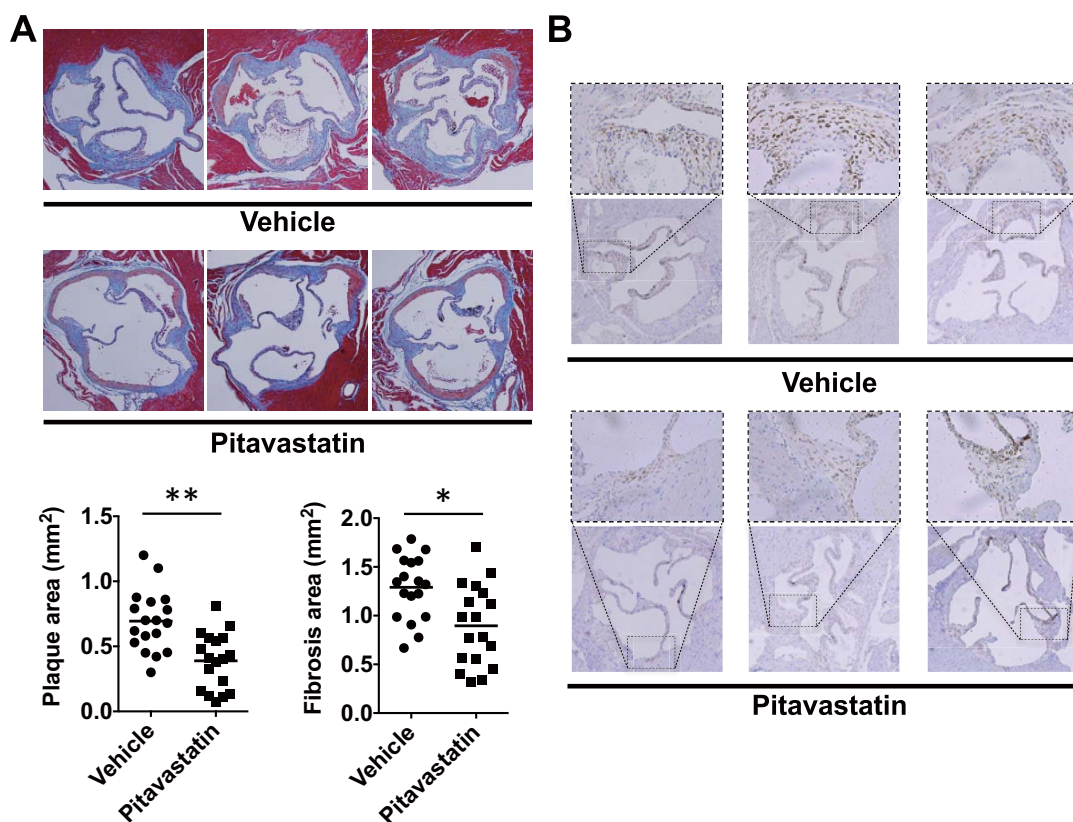 A
Vehicle
Pitavastatin
**
Plaque area (mm²)
1.5
1.0
0.5
0.0
Vehicle
Pitavastatin
*
Fibrosis area (mm²)
2.0
1.5
1.0
0.5
0.0
Vehicle
Pitavastatin
B
Vehicle
Pitavastatin